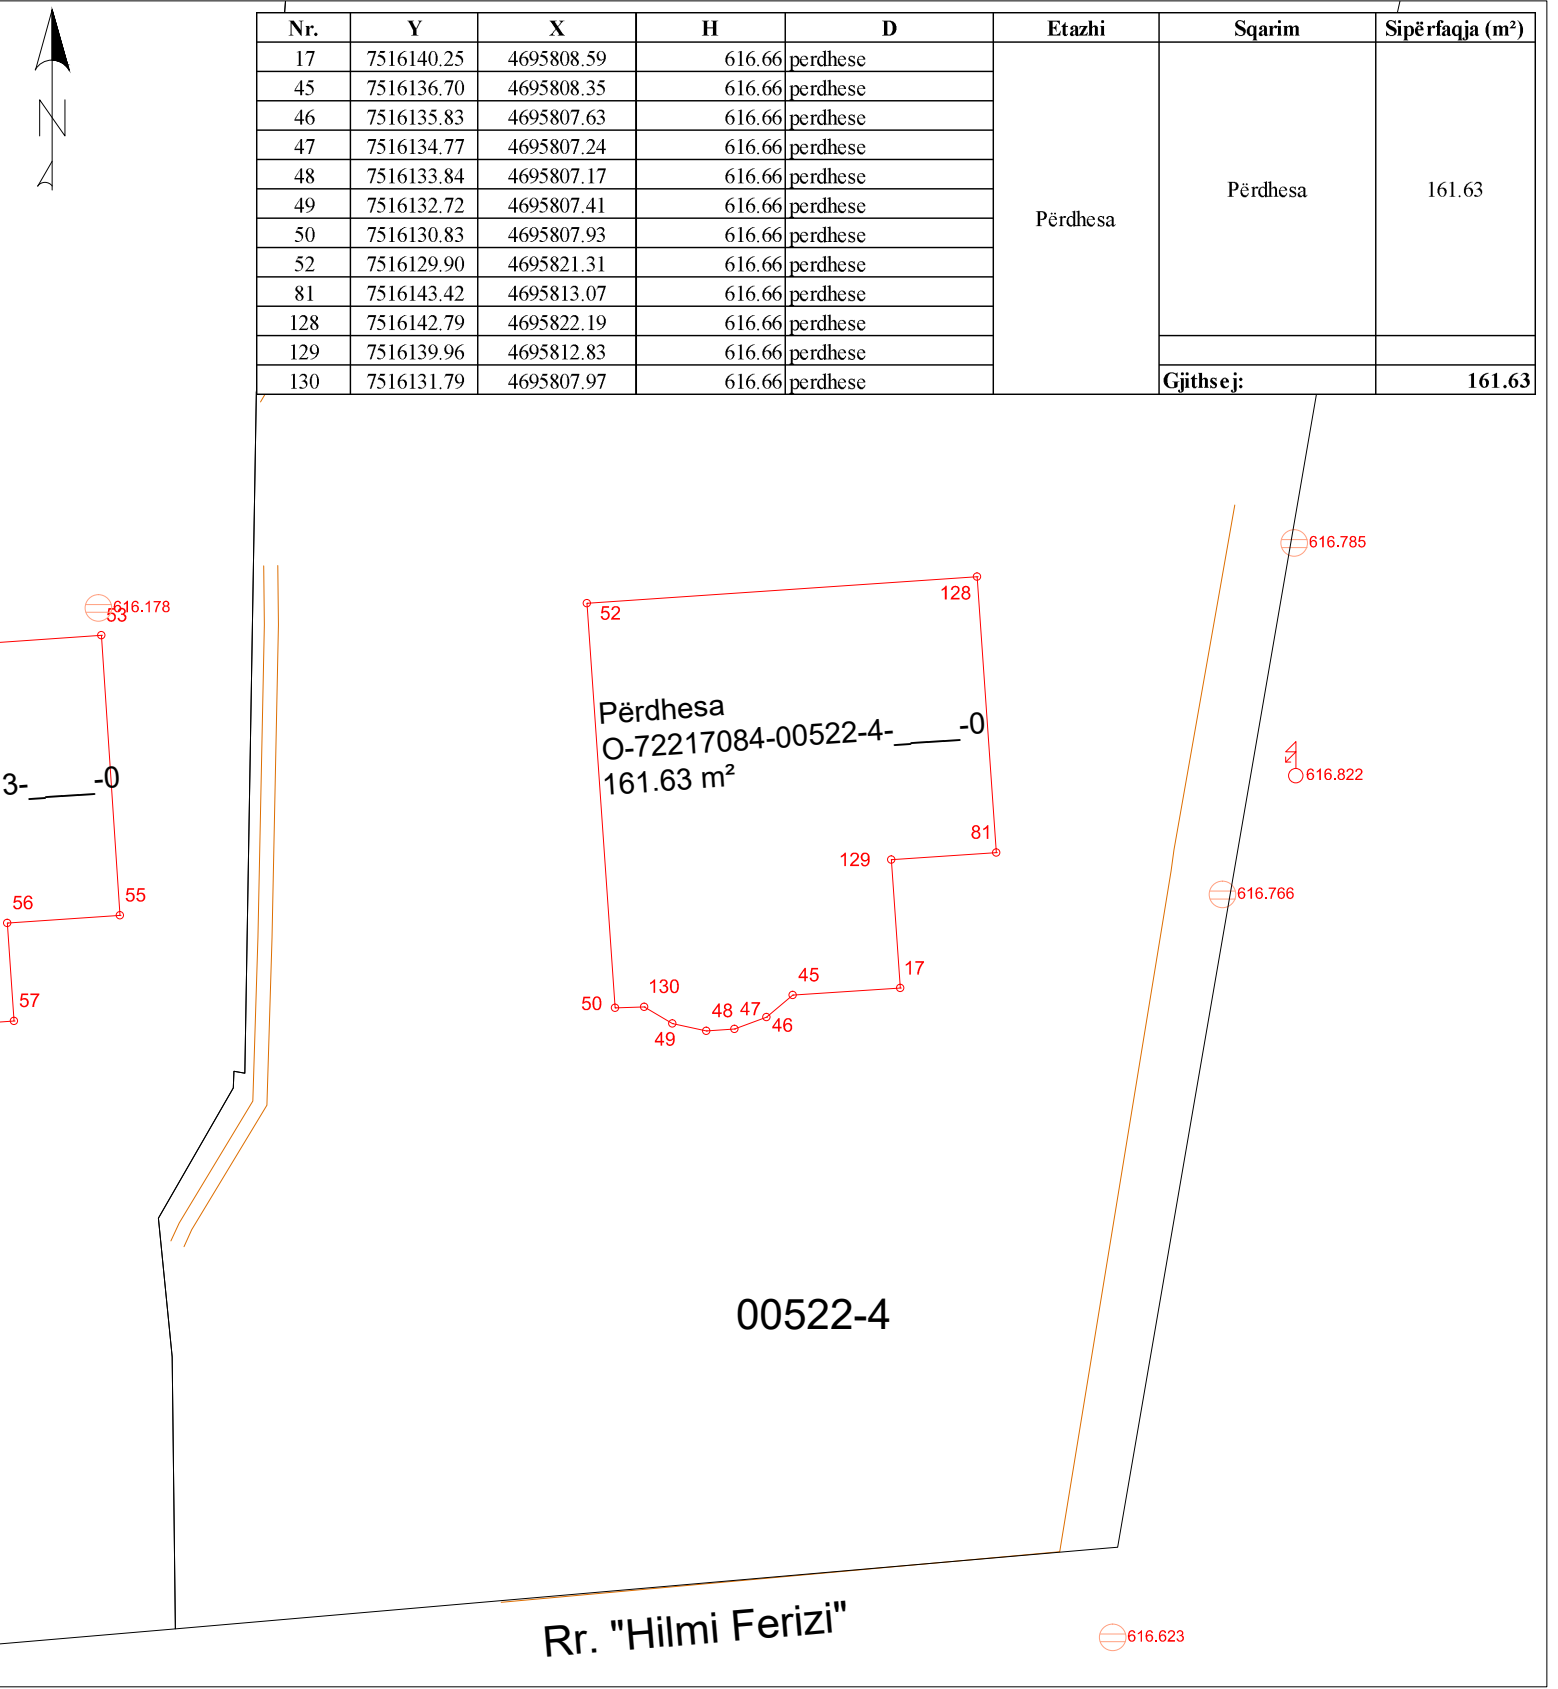 Nr. Y X H D Etazhi Sqarim Sipërfaqja (m²)
17 7516140.25 4695808.59 616.66 perdhese
45 7516136.70 4695808.35 616.66 perdhese
46 7516135.83 4695807.63 616.66 perdhese
47 7516134.77 4695807.24 616.66 perdhese
48 7516133.84 4695807.17 616.66 perdhese
49 7516132.72 4695807.41 616.66 perdhese
50 7516130.83 4695807.93 616.66 perdhese
52 7516129.90 4695821.31 616.66 perdhese
81 7516143.42 4695813.07 616.66 perdhese
128 7516142.79 4695822.19 616.66 perdhese
129 7516139.96 4695812.83 616.66 perdhese
130 7516131.79 4695807.97 616.66 perdhese
Përdhesa
Përdhesa
161.63
Gjithsej: 161.63
N
616.785
616.178
53
52
128
Përdhesa
O-72217084-00522-4-_____-0
161.63 m²
3-_____-0
616.822
81
129
616.766
55
56
57
17
45
130
50
48
47
46
49
00522-4
Rr. "Hilmi Ferizi"
616.623